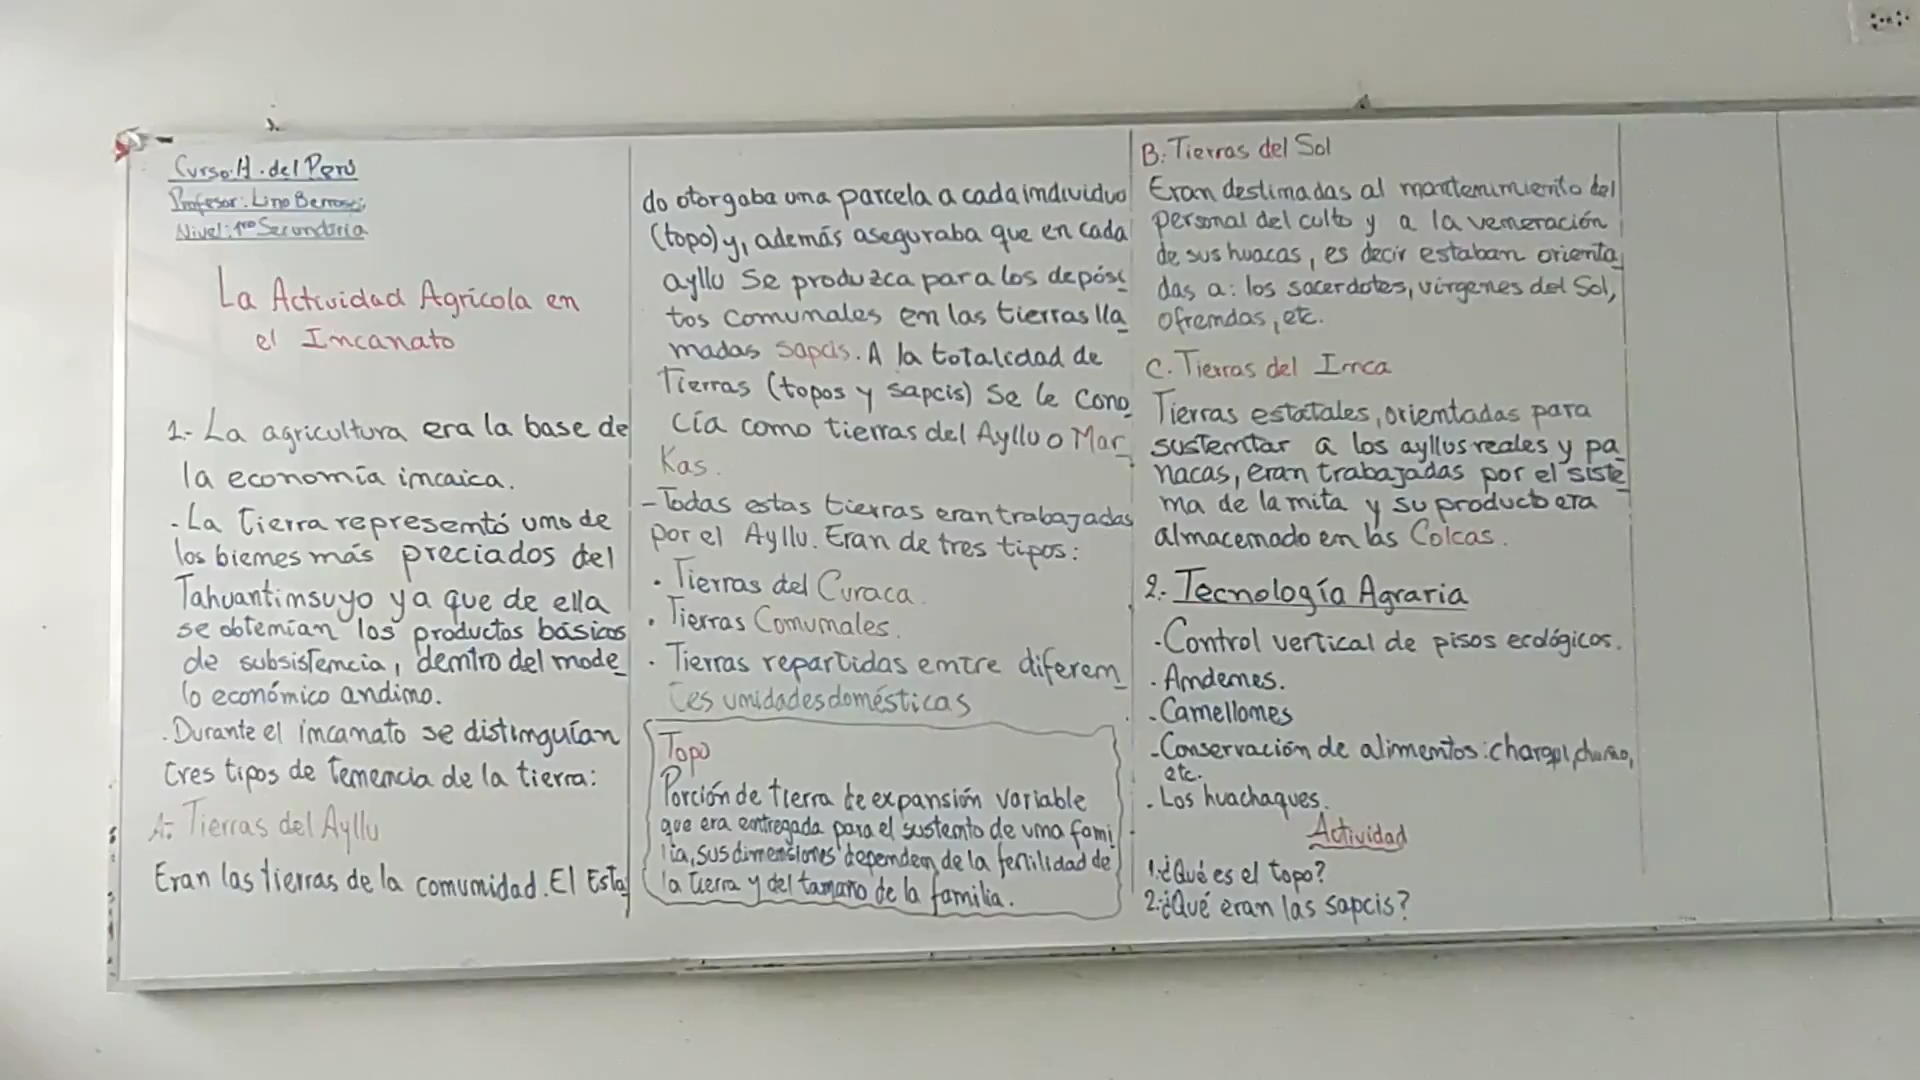 Curso: H. del Perú
Profesor: Lino Berrospi
Nivel: 1ro Secundaria
La Actividad Agrícola en
el Incanato
1.- La agricultura era la base de
la economía incaica.
. La tierra representó uno de
los bienes más preciados del
Tahuantinsuyo ya que de ella
se obtenían los productos básicos
de subsistencia, dentro del mode_
lo económico andino.
. Durante el incanato se distinguían
tres tipos de tenencia de la tierra:
A: Tierras del Ayllu
Eran las tierras de la comunidad. El Esta_
do otorgaba una parcela a cada individuo
(topo) y, además aseguraba que en cada
ayllu se produzca para los depósi_
tos comunales en las tierras lla_
madas sapcis. A la totalidad de
Tierras (topos y sapcis) se le cono_
cía como tierras del Ayllu o Mar_
Kas.
- Todas estas tierras eran trabajadas
por el Ayllu. Eran de tres tipos:
. Tierras del Curaca.
. Tierras Comunales.
. Tierras repartidas entre diferen_
tes unidades domésticas
Topo
Porción de tierra de expansión variable
que era entregada para el sustento de una fami_
lia, sus dimensiones dependen de la fertilidad de
la tierra y del tamaño de la familia.
B. Tierras del Sol
Eran destinadas al mantenimiento del
personal del culto y a la veneración
de sus huacas, es decir estaban orienta_
das a: los sacerdotes, vírgenes del Sol,
ofrendas, etc.
C. Tierras del Inca
Tierras estatales, orientadas para
sustentar a los ayllus reales y pa_
nacas, eran trabajadas por el siste_
ma de la mita y su producto era
almacenado en las Colcas.
2. Tecnología Agraria
. Control vertical de pisos ecológicos.
. Andenes.
. Camellones
. Conservación de alimentos: charqui, chuño,
etc.
. Los huachaques.
Actividad
1. ¿Qué es el topo?
2. ¿Qué eran las sapcis?